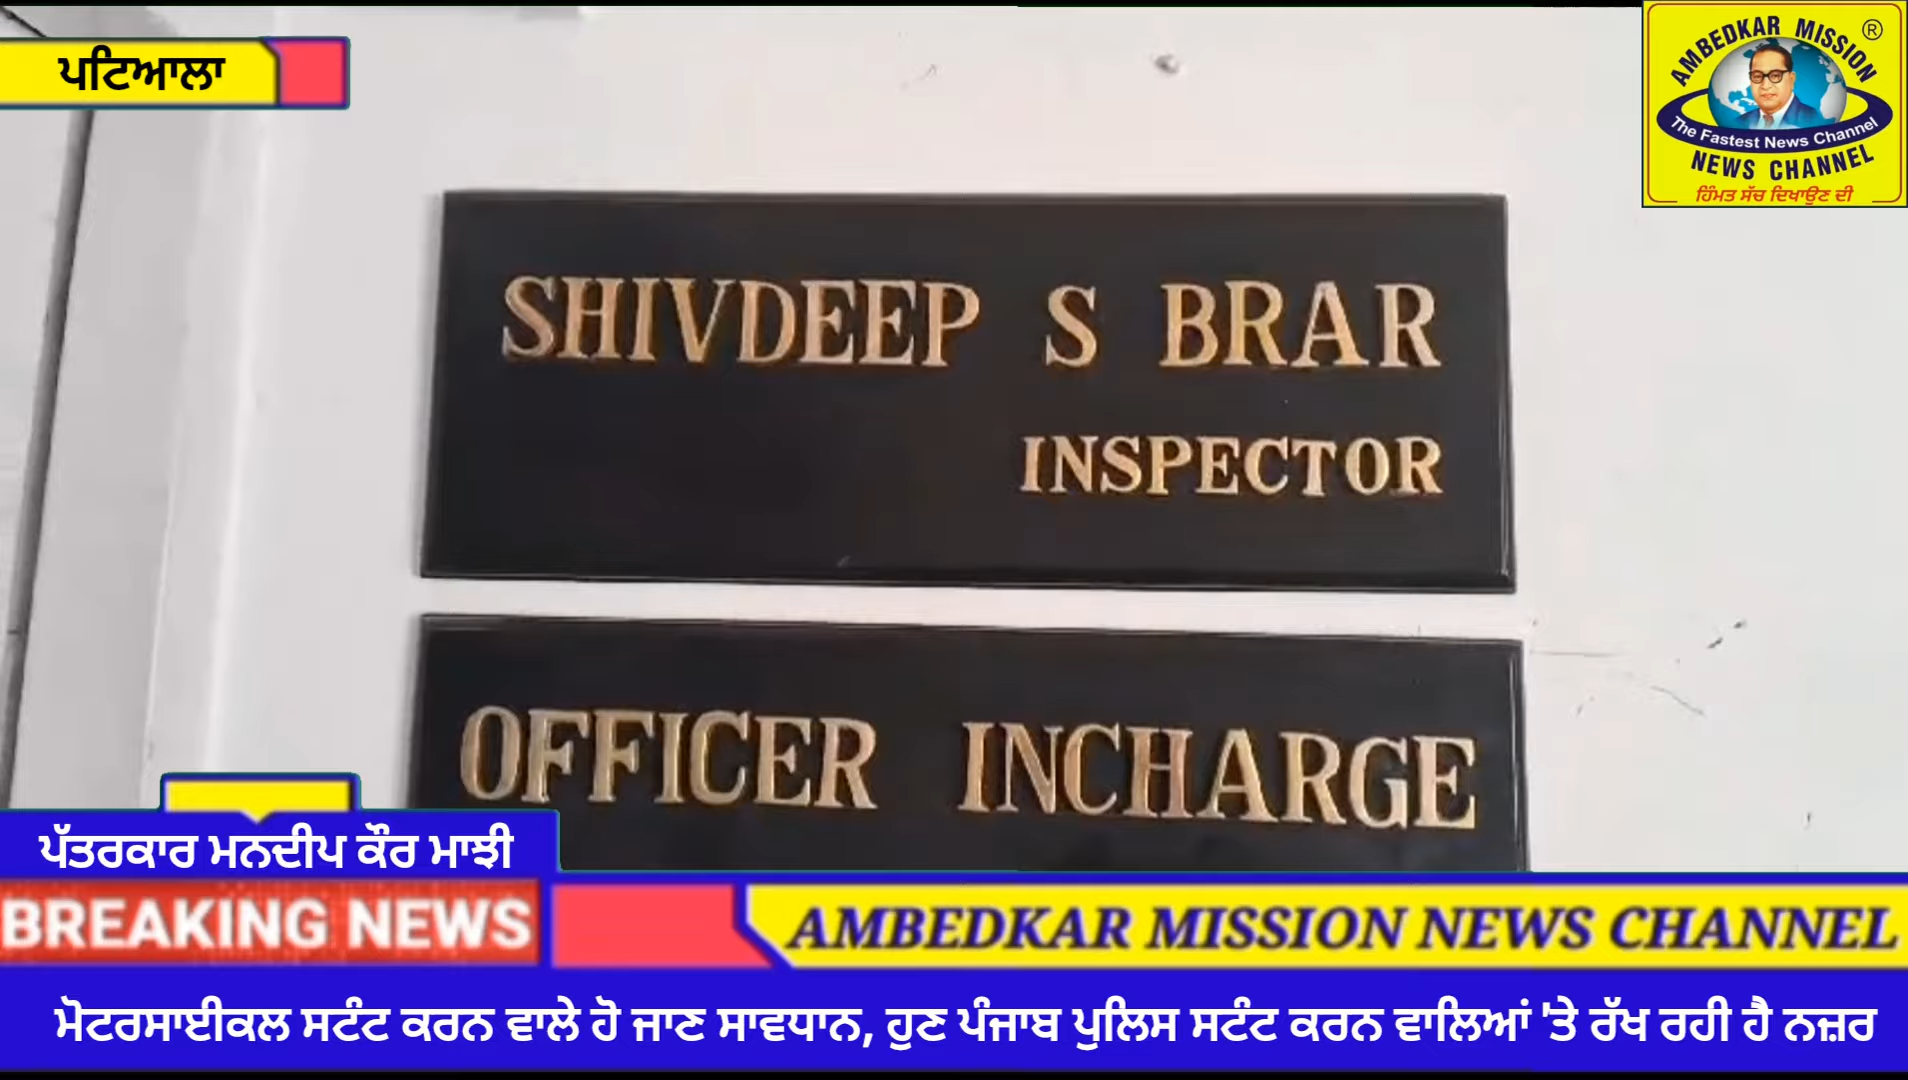 ਪਟਿਆਲਾ
AMBEDKAR MISSION ®
The Fastest News Channel
NEWS CHANNEL
ਹਿੰਮਤ ਸੱਚ ਦਿਖਾਉਣ ਦੀ
SHIVDEEP S BRAR
INSPECTOR
OFFICER INCHARGE
ਪੱਤਰਕਾਰ ਮਨਦੀਪ ਕੌਰ ਮਾਝੀ
BREAKING NEWS
AMBEDKAR MISSION NEWS CHANNEL
ਮੋਟਰਸਾਈਕਲ ਸਟੰਟ ਕਰਨ ਵਾਲੇ ਹੋ ਜਾਣ ਸਾਵਧਾਨ, ਹੁਣ ਪੰਜਾਬ ਪੁਲਿਸ ਸਟੰਟ ਕਰਨ ਵਾਲਿਆਂ 'ਤੇ ਰੱਖ ਰਹੀ ਹੈ ਨਜ਼ਰ